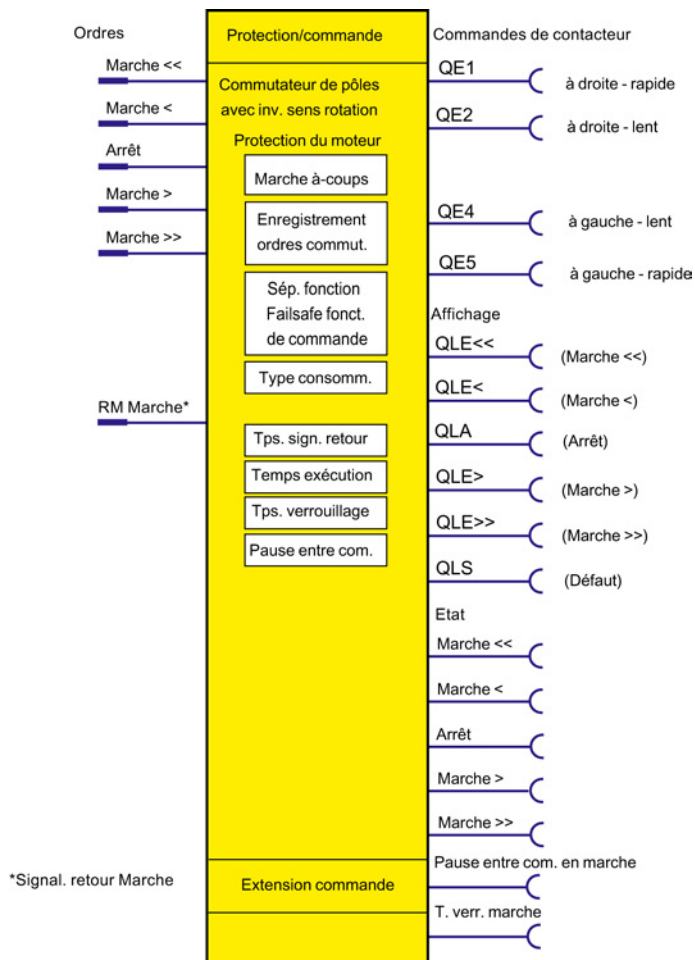 Ordres
Marche <<
Marche <
Arrêt
Marche >
Marche >>
RM Marche*
*Signal. retour Marche
Protection/commande
Commutateur de pôles
avec inv. sens rotation
Protection du moteur
Marche à-coups
Enregistrement
ordres commut.
Sép. fonction
Failsafe fonct.
de commande
Type consomm.
Tps. sign. retour
Temps exécution
Tps. verrouillage
Pause entre com.
Extension commande
Commandes de contacteur
QE1 à droite - rapide
QE2 à droite - lent
QE4 à gauche - lent
QE5 à gauche - rapide
Affichage
QLE<< (Marche <<)
QLE< (Marche <)
QLA (Arrêt)
QLE> (Marche >)
QLE>> (Marche >>)
QLS (Défaut)
Etat
Marche <<
Marche <
Arrêt
Marche >
Marche >>
Pause entre com. en marche
T. verr. marche